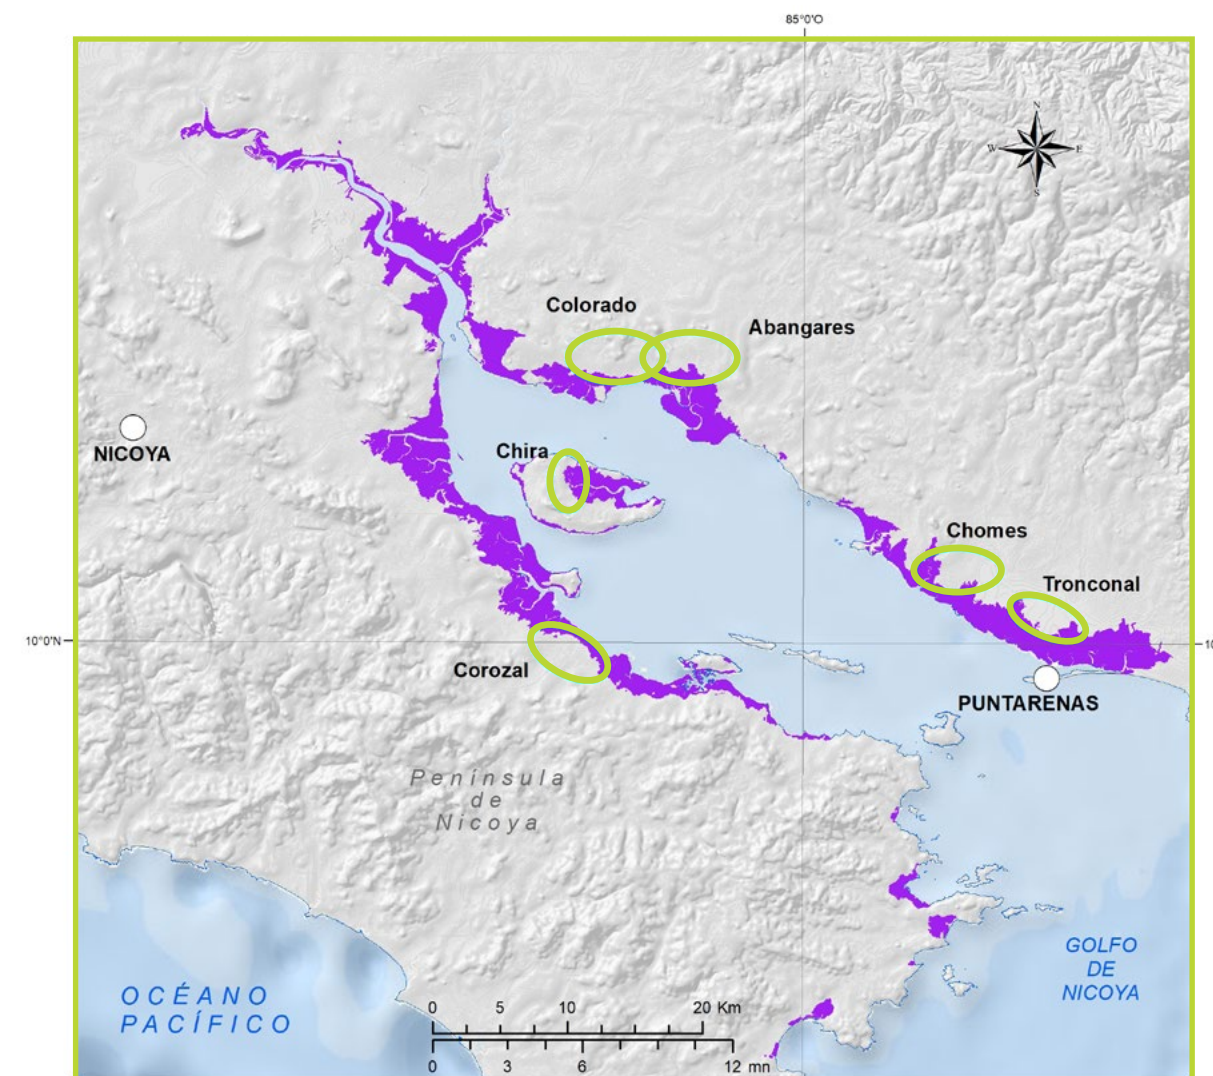 85°0'O
N
W
E
S
Colorado
Abangares
NICOYA
Chira
Chomes
Tronconal
10°0'N
10
Corozal
PUNTARENAS
Península
de
Nicoya
GOLFO
DE
NICOYA
OCÉANO
PACÍFICO
0 5 10 20 Km
0 3 6 12 mn